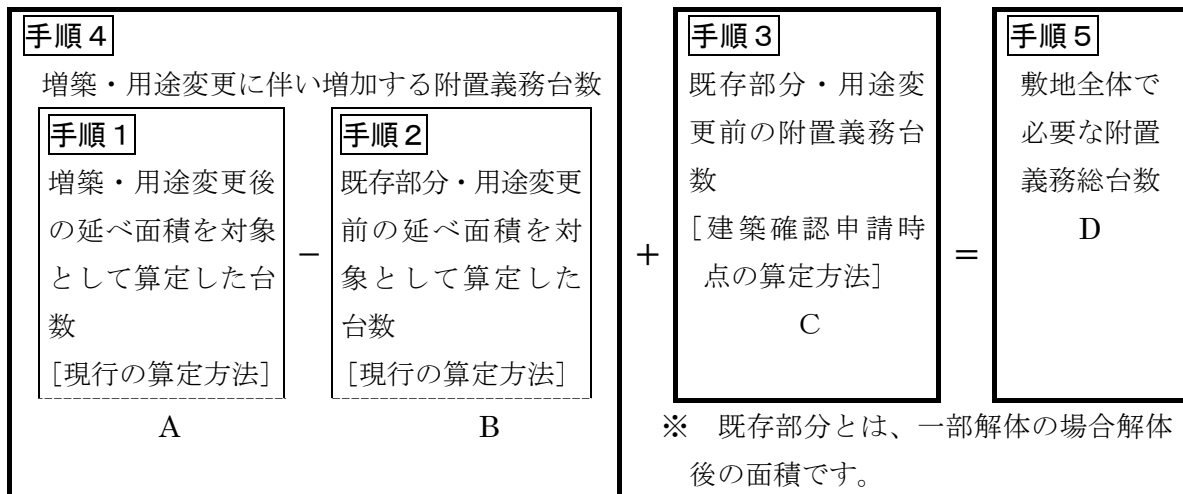 手順4
増築・用途変更に伴い増加する附置義務台数
手順1
増築・用途変更後
の延べ面積を対象
として算定した台
数
[現行の算定方法]
A
－
手順2
既存部分・用途変更
前の延べ面積を対
象として算定した
台数
[現行の算定方法]
B
＋
手順3
既存部分・用途変
更前の附置義務台
数
[建築確認申請時
点の算定方法]
C
＝
手順5
敷地全体で
必要な附置
義務総台数
D
※　既存部分とは、一部解体の場合解体
後の面積です。